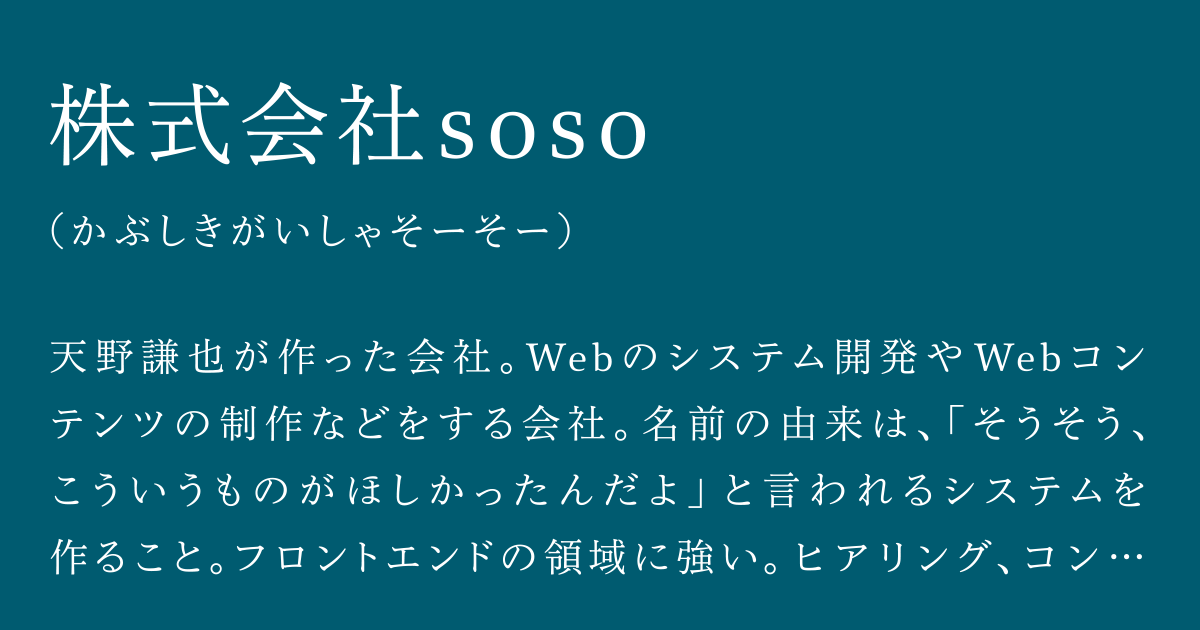 株式会社soso
（かぶしきがいしゃそーそー）
天野謙也が作った会社。Webのシステム開発やWebコン
テンツの制作などをする会社。名前の由来は、「そうそう、
こういうものがほしかったんだよ」と言われるシステムを
作ること。フロントエンドの領域に強い。ヒアリング、コン…